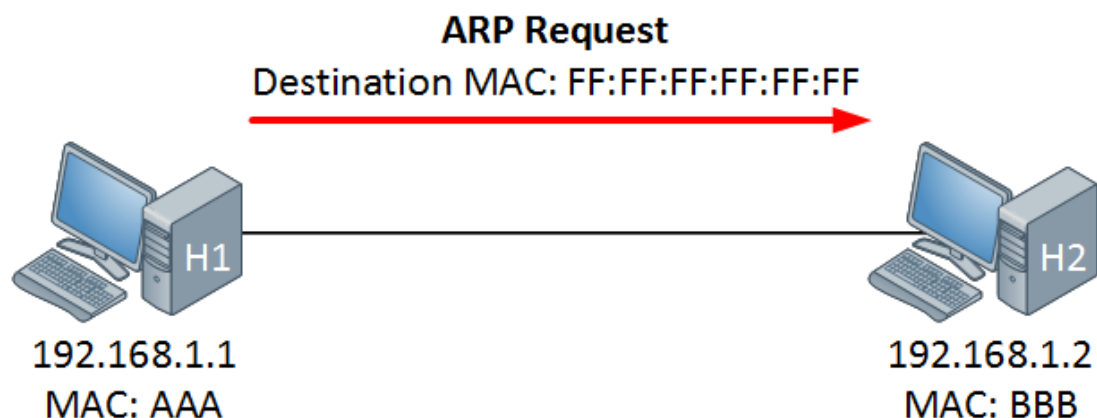 ARP Request
Destination MAC: FF:FF:FF:FF:FF:FF
H1
H2
192.168.1.1
MAC: AAA
192.168.1.2
MAC: BBB